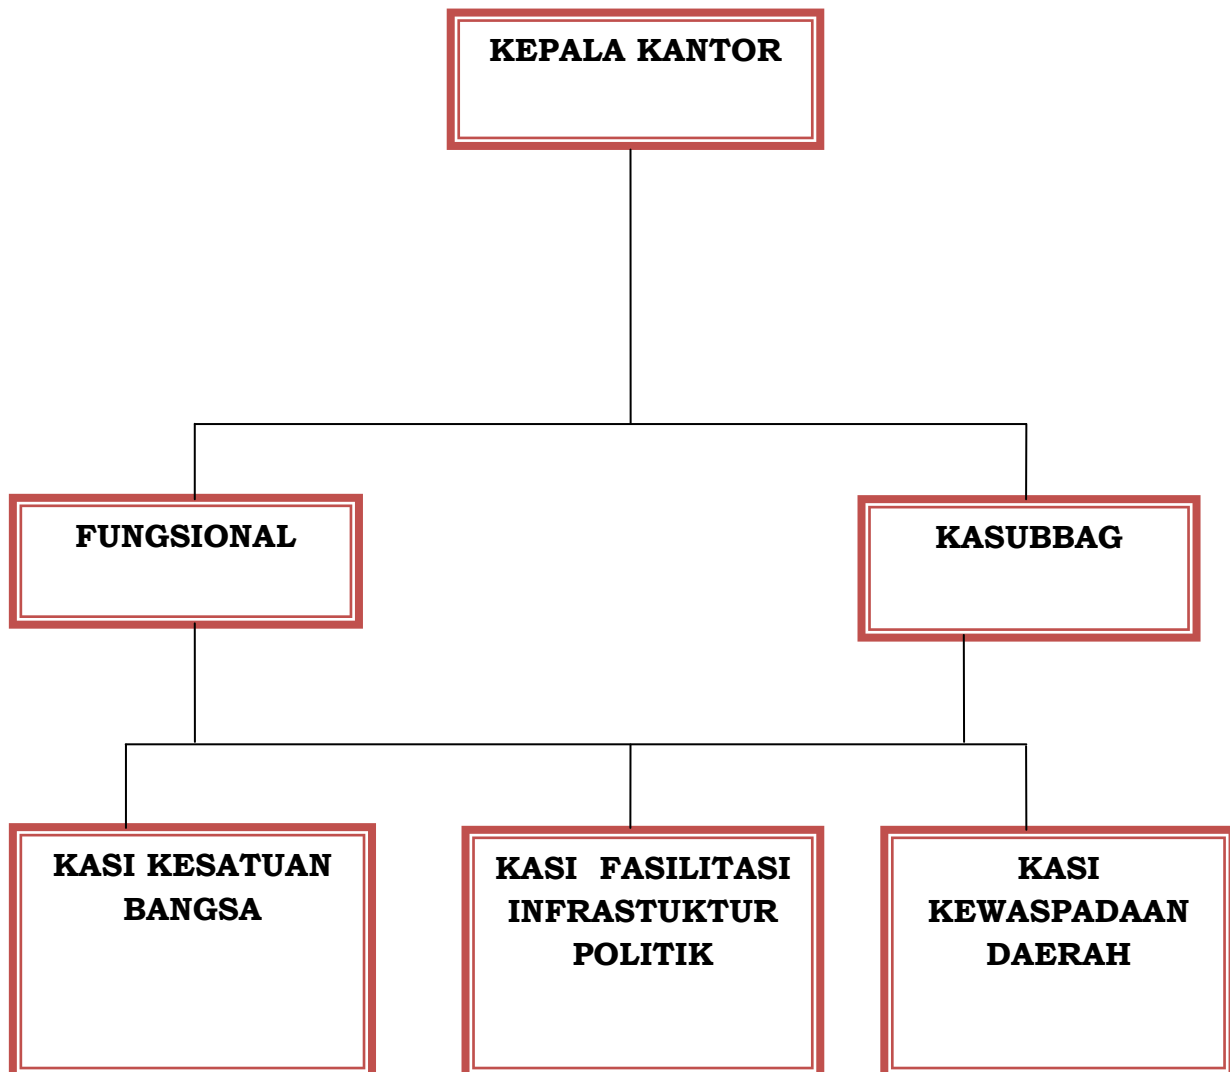 KEPALA KANTOR
FUNGSIONAL
KASUBBAG
KASI KESATUAN
BANGSA
KASI  FASILITASI
INFRASTUKTUR
POLITIK
KASI
KEWASPADAAN
DAERAH